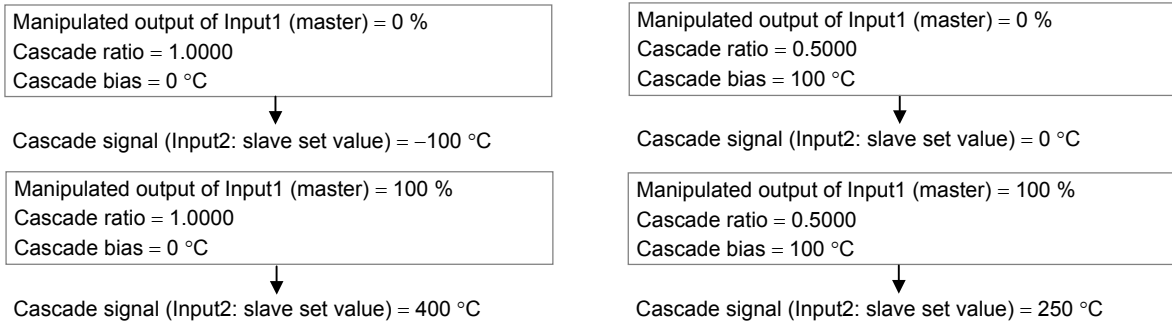 Manipulated output of Input1 (master) = 0 %
Cascade ratio = 1.0000
Cascade bias = 0 °C
Cascade signal (Input2: slave set value) = −100 °C
Manipulated output of Input1 (master) = 100 %
Cascade ratio = 1.0000
Cascade bias = 0 °C
Cascade signal (Input2: slave set value) = 400 °C
Manipulated output of Input1 (master) = 0 %
Cascade ratio = 0.5000
Cascade bias = 100 °C
Cascade signal (Input2: slave set value) = 0 °C
Manipulated output of Input1 (master) = 100 %
Cascade ratio = 0.5000
Cascade bias = 100 °C
Cascade signal (Input2: slave set value) = 250 °C